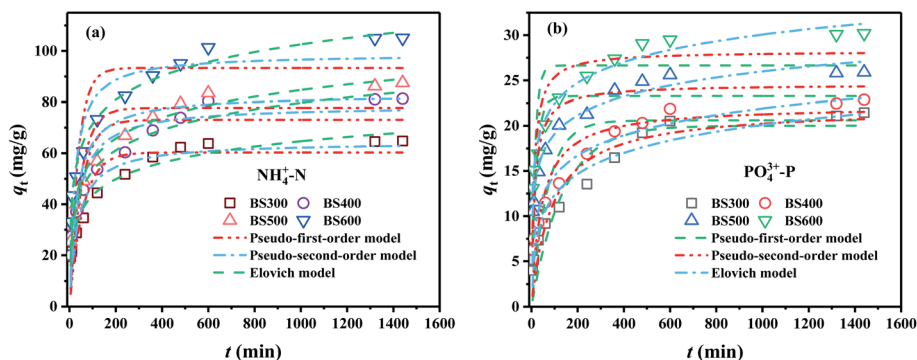 (a)
q_t (mg/g)
100
80
60
40
20
0
NH₄⁺-N
BS300 BS400
BS500 BS600
Pseudo-first-order model
Pseudo-second-order model
Elovich model
0 200 400 600 800 1000 1200 1400 1600
t (min)
(b)
q_t (mg/g)
35
30
25
20
15
10
5
0
PO₄³⁺-P
BS300 BS400
BS500 BS600
Pseudo-first-order model
Pseudo-second-order model
Elovich model
0 200 400 600 800 1000 1200 1400 1600
t (min)